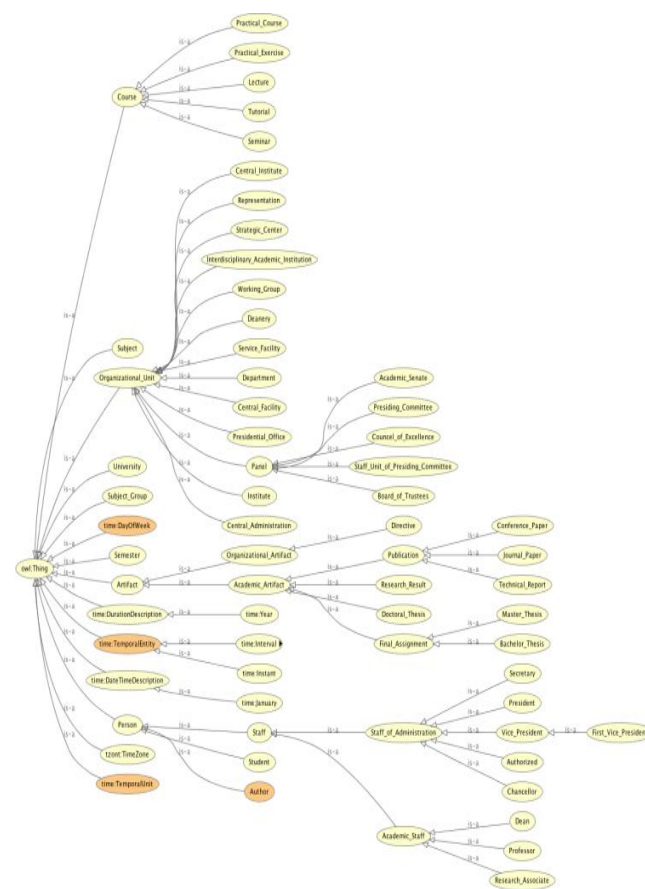 Practical_Course
Practical_Exercise
Course
Lecture
Tutorial
Seminar
Central_Institute
Representation
Strategic_Center
Interdisciplinary_Academic_Institution
Working_Group
Deanery
Subject
Service_Facility
Organizational_Unit
Department
Academic_Senate
Central_Facility
Presiding_Committee
Presidential_Office
Councel_of_Excellence
University
Panel
Staff_Unit_of_Presiding_Committee
Subject_Group
Institute
Board_of_Trustees
time:DayOfWeek
Central_Administration
Directive
Conference_Paper
Semester
Organizational_Artifact
Publication
Journal_Paper
owl:Thing
Artifact
Academic_Artifact
Research_Result
Technical_Report
time:DurationDescription
time:Year
Doctoral_Thesis
Master_Thesis
time:TemporalEntity
time:Interval
Final_Assignment
Bachelor_Thesis
time:Instant
time:DateTimeDescription
time:January
Secretary
Person
Staff
Staff_of_Administration
President
Vice_President
First_Vice_President
tzont:TimeZone
Student
Authorized
time:TemporalUnit
Author
Chancellor
Academic_Staff
Dean
Professor
Research_Associate
is-a